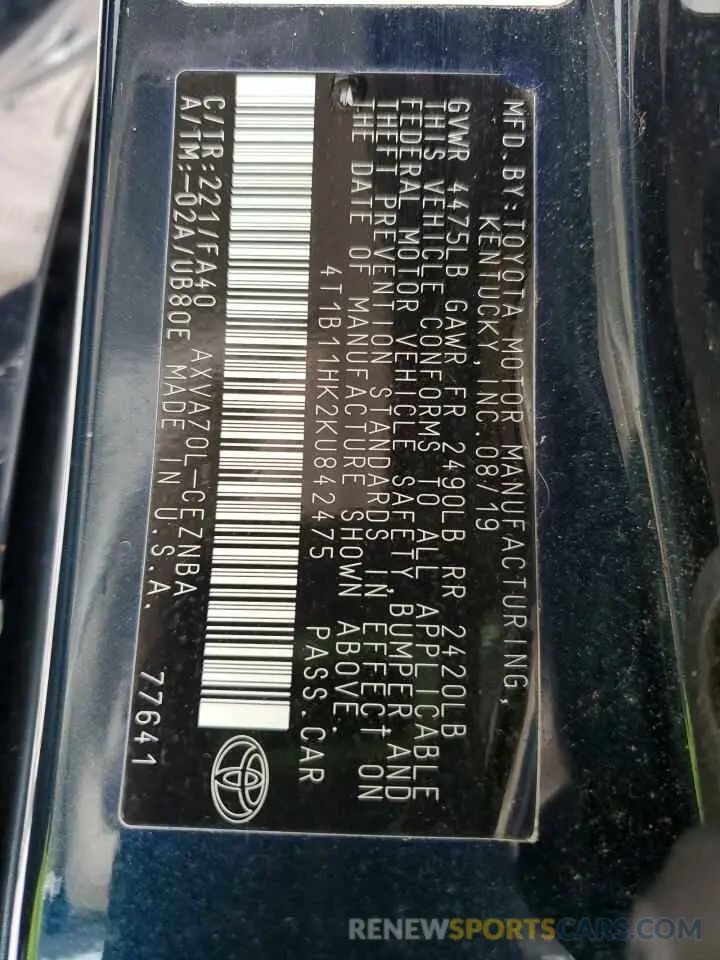 MFD.BY:TOYOTA MOTOR MANUFACTURING,
KENTUCKY INC.08/19
GVWR 4475LB GAWR FR 2490LB RR 2420LB
THIS VEHICLE CONFORMS TO ALL APPLICABLE
FEDERAL MOTOR VEHICLE SAFETY, BUMPER AND
THEFT PREVENTION STANDARDS IN EFFECT ON
THE DATE OF MANUFACTURE SHOWN ABOVE.
4T1B11HK2KU842475 PASS.CAR
C/TR:221/FA40 AXVA70L-CEZNBA
A/TM:-02A/UB80E MADE IN U.S.A. 77641
RENEWSPORTSCARS.COM